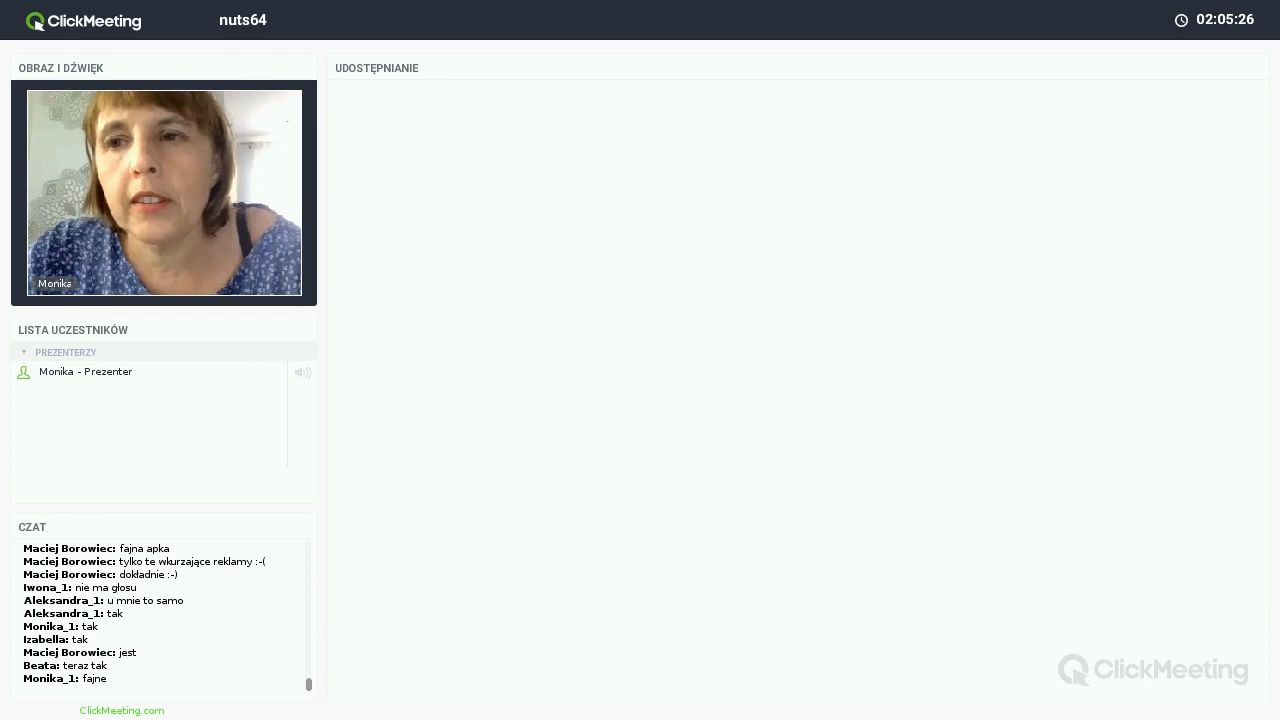 ClickMeeting
nuts64
02:05:26
OBRAZ I DŹWIĘK
Monika
LISTA UCZESTNIKÓW
PREZENTERZY
Monika - Prezenter
CZAT
Maciej Borowiec: fajna apka
Maciej Borowiec: tylko te wkurzające reklamy :-(
Maciej Borowiec: dokładnie :-)
Iwona_1: nie ma głosu
Aleksandra_1: u mnie to samo
Aleksandra_1: tak
Monika_1: tak
Izabella: tak
Maciej Borowiec: jest
Beata: teraz tak
Monika_1: fajne
ClickMeeting.com
UDOSTĘPNIANIE
ClickMeeting